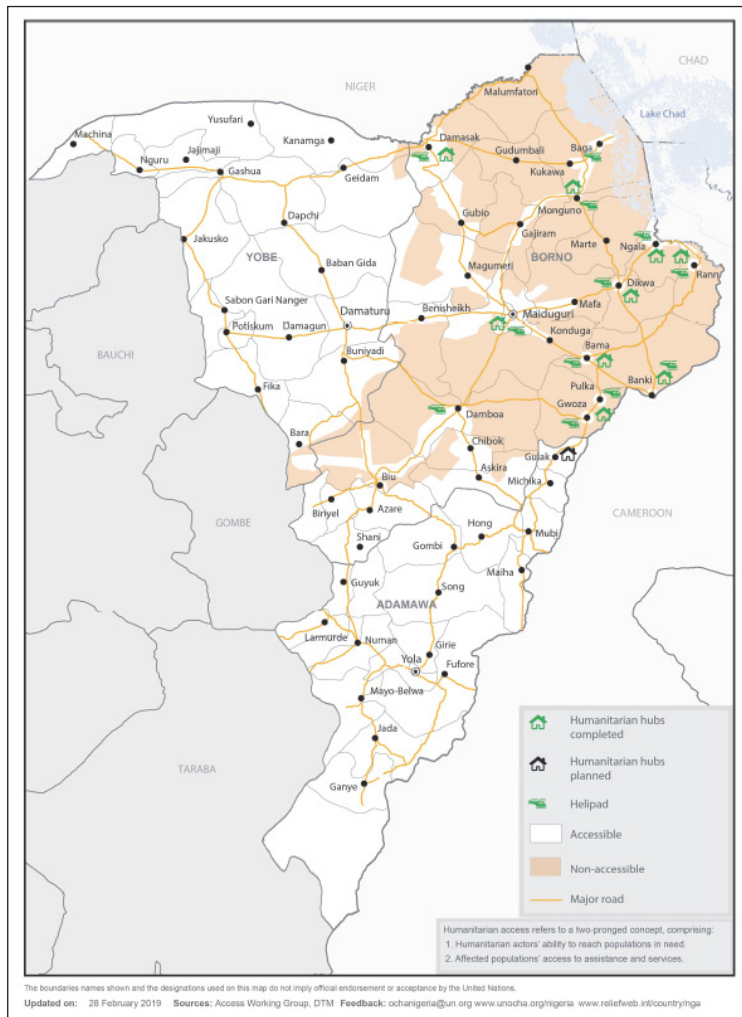 CHAD
NIGER
Malumfatori
Lake Chad
Yusufari
Machina
Kanamga
Damasak
Jajimaji
Gudumbali
Baga
Nguru
Kukawa
Gashua
Geidam
Monguno
Dapchi
Gubio
Gajiram
Jakusko
Marte
Ngala
YOBE
BORNO
Rann
Baban Gida
Magumeri
Dikwa
Sabon Gari Nanger
Mafa
Damaturu
Benisheikh
Maiduguri
Potiskum
Damagun
Konduga
BAUCHI
Buniyadi
Bama
Pulka
Banki
Fika
Gwoza
Damboa
Bara
Chibok
Gulak
Askira
Michika
Biu
CAMEROON
Biriyel
Azare
GOMBE
Hong
Shani
Gombi
Mubi
Maiha
Guyuk
Song
ADAMAWA
Larmurde
Numan
Girie
Yola
Fufore
Mayo-Belwa
Jada
TARABA
Ganye
Humanitarian hubs
completed
Humanitarian hubs
planned
Helipad
Accessible
Non-accessible
Major road
Humanitarian access refers to a two-pronged concept, comprising:
1. Humanitarian actors' ability to reach populations in need.
2. Affected populations' access to assistance and services.
The boundaries names shown and the designations used on this map do not imply official endorsement or acceptance by the United Nations.
Updated on: 28 February 2019 Sources: Access Working Group, DTM Feedback: ochanigeria@un.org www.unocha.org/nigeria www.reliefweb.int/country/nga